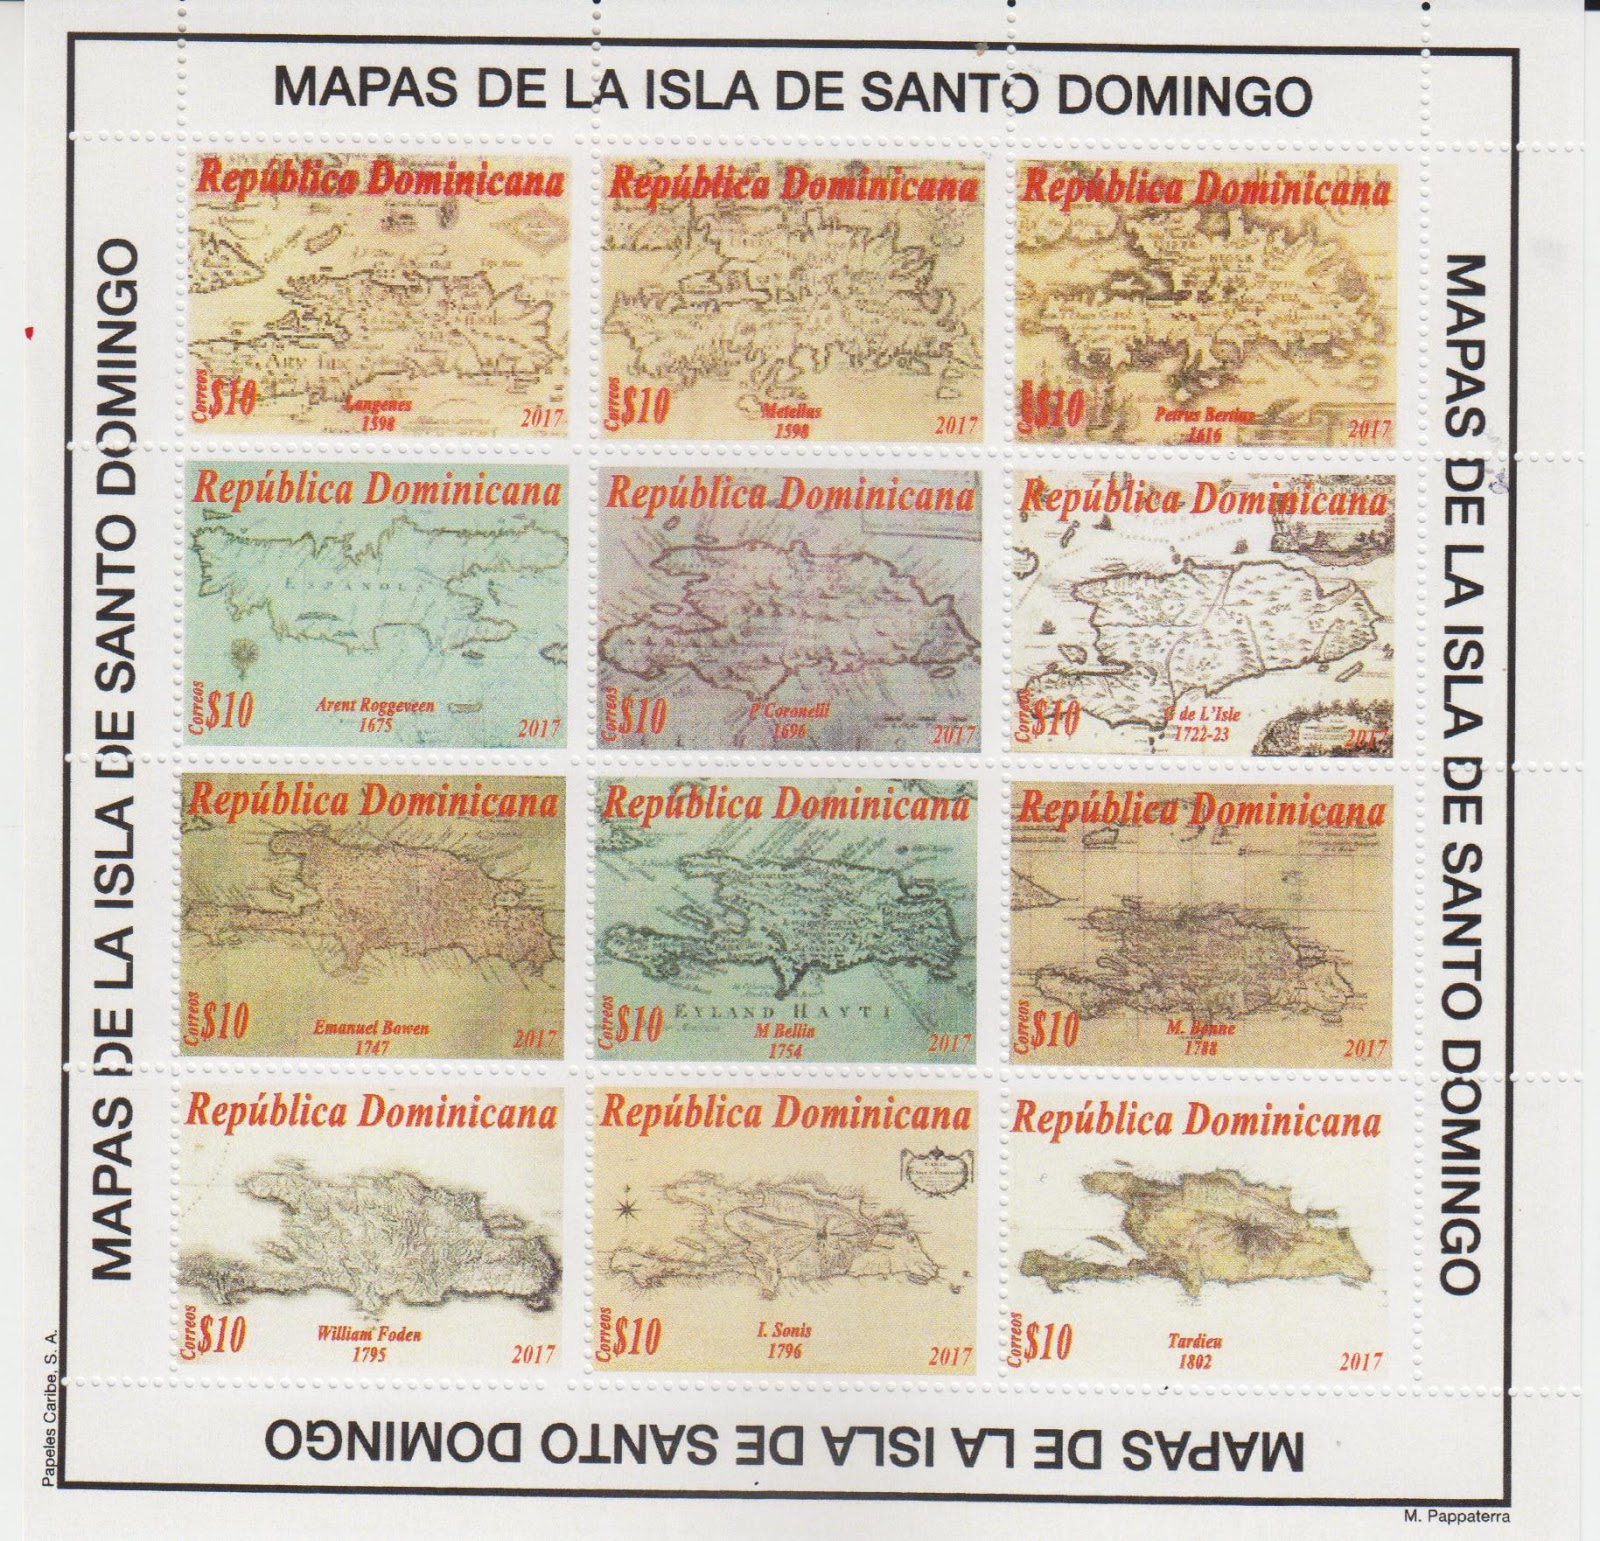 MAPAS DE LA ISLA DE SANTO DOMINGO
MAPAS DE LA ISLA DE SANTO DOMINGO
MAPAS DE LA ISLA DE SANTO DOMINGO
República Dominicana
Correos
$10
Langenes
1598
2017
República Dominicana
Correos
$10
Metellus
1598
2017
República Dominicana
Correos
$10
Petrus Bertius
1616
2017
República Dominicana
ESPANOLA
Correos
$10
Arent Roggeveen
1675
2017
República Dominicana
Correos
$10
P Coronelli
1696
2017
República Dominicana
Correos
$10
G de L'Isle
1722-23
2017
República Dominicana
Correos
$10
Emanuel Bowen
1747
2017
República Dominicana
EYLAND HAYTI
Correos
$10
M Bellin
1754
2017
República Dominicana
Correos
$10
M. Bonne
1788
2017
República Dominicana
Correos
$10
William Foden
1795
2017
República Dominicana
Correos
$10
I. Sonis
1796
2017
República Dominicana
Correos
$10
Tardieu
1802
2017
MAPAS DE LA ISLA DE SANTO DOMINGO
Papeles Caribe, S. A.
M. Pappaterra